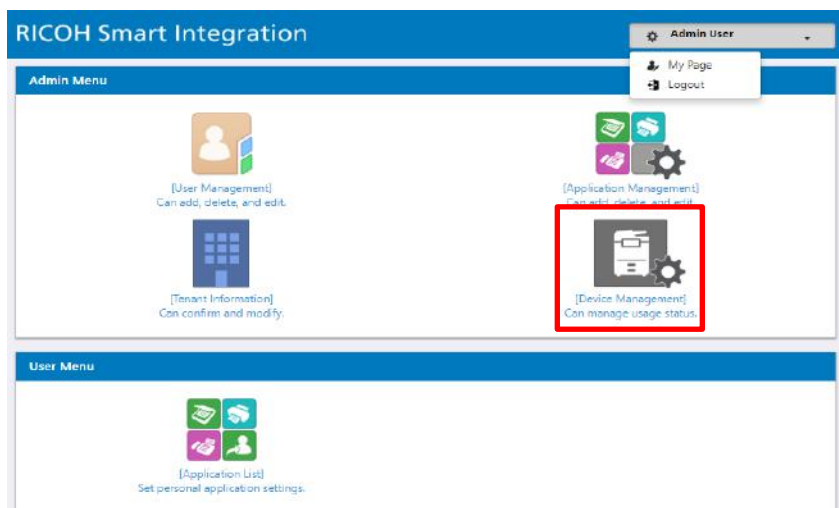 RICOH Smart Integration
Admin User
My Page
Logout
Admin Menu
[User Management]
Can add, delete, and edit.
[Application Management]
Can add, delete, and edit.
[Tenant Information]
Can confirm and modify.
[Device Management]
Can manage usage status.
User Menu
[Application List]
Set personal application settings.